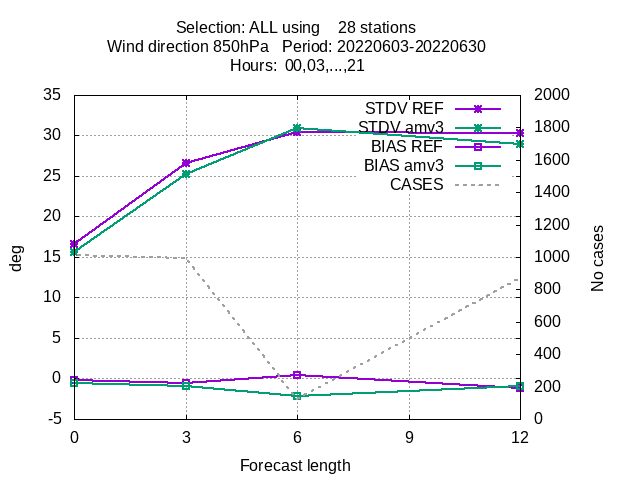 Selection: ALL using    28 stations
Wind direction 850hPa   Period: 20220603-20220630
Hours:  00,03,...,21
35
30
25
20
15
10
5
0
-5
deg
2000
1800
1600
1400
1200
1000
800
600
400
200
0
No cases
STDV REF
STDV amv3
BIAS REF
BIAS amv3
CASES
0
3
6
9
12
Forecast length